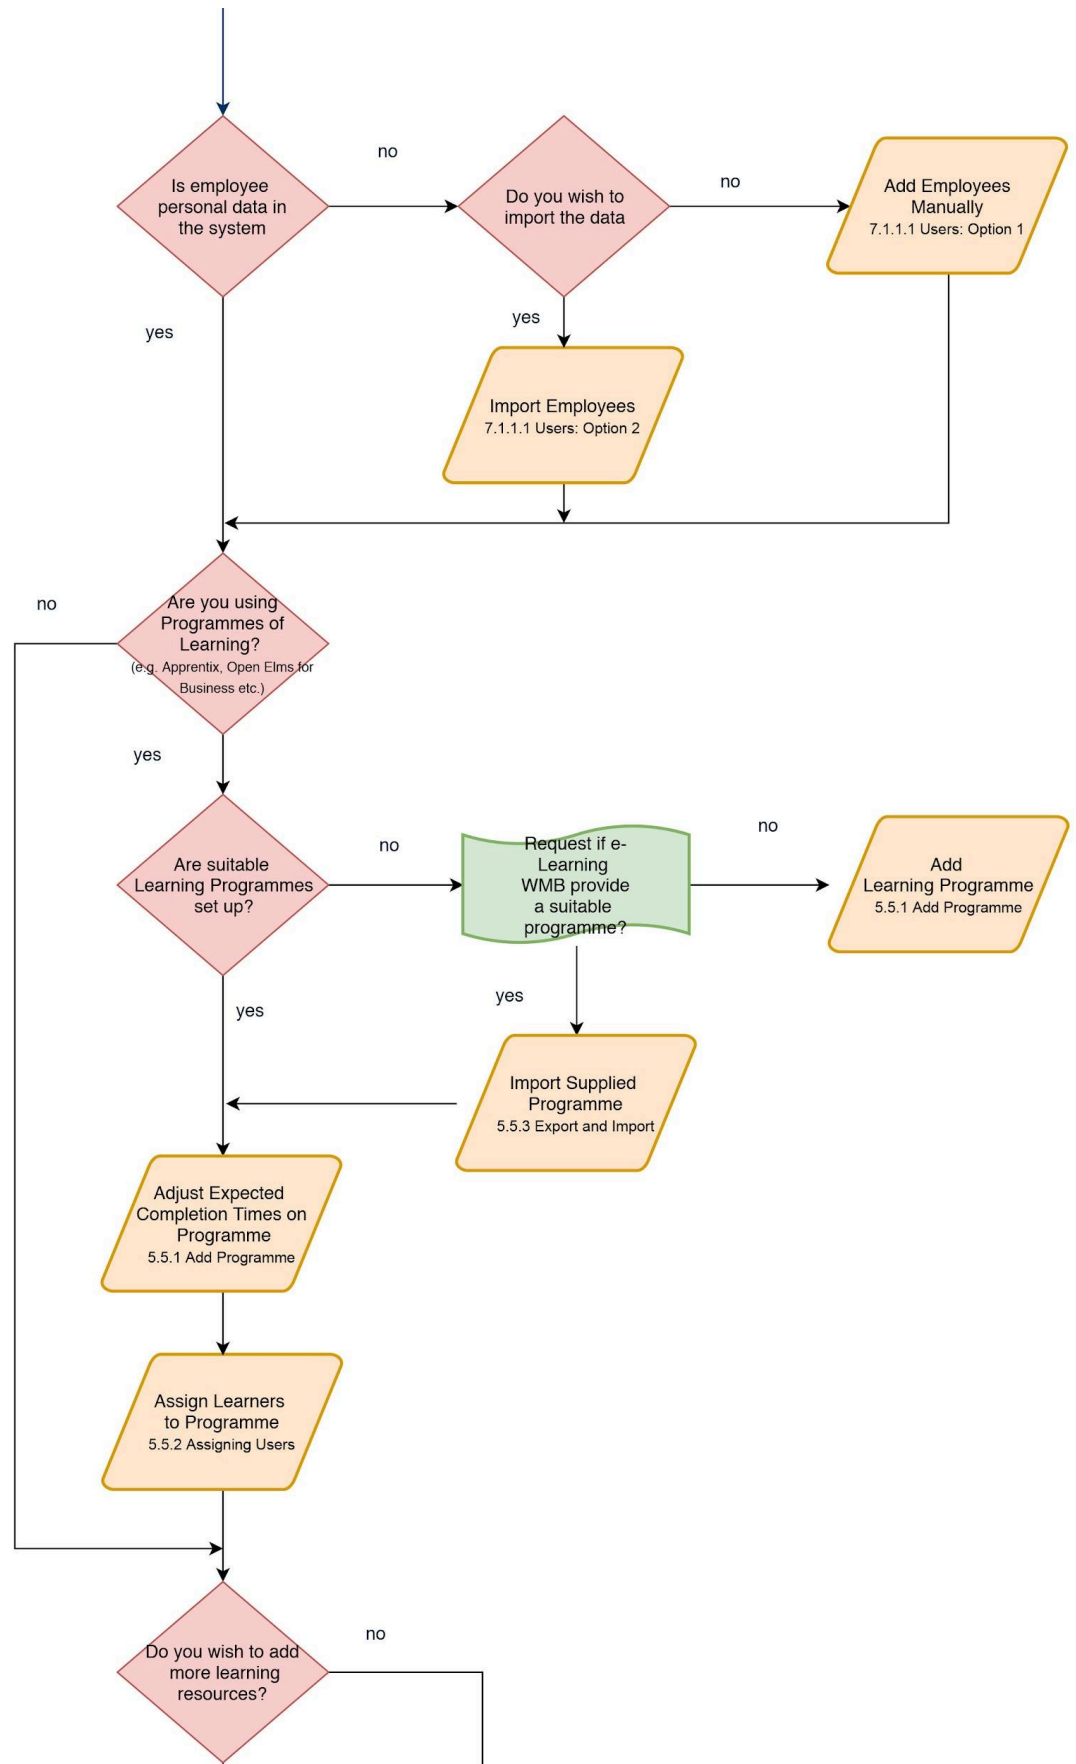 no
no
Is employee
personal data in
the system
Do you wish to
import the data
Add Employees
Manually
7.1.1.1 Users: Option 1
yes
yes
Import Employees
7.1.1.1 Users: Option 2
no
Are you using
Programmes of
Learning?
(e.g. Apprentix, Open Elms for
Business etc.)
yes
no
no
Are suitable
Learning Programmes
set up?
Request if e-
Learning
WMB provide
a suitable
programme?
Add
Learning Programme
5.5.1 Add Programme
yes
yes
Import Supplied
Programme
5.5.3 Export and Import
Adjust Expected
Completion Times on
Programme
5.5.1 Add Programme
Assign Learners
to Programme
5.5.2 Assigning Users
no
Do you wish to add
more learning
resources?